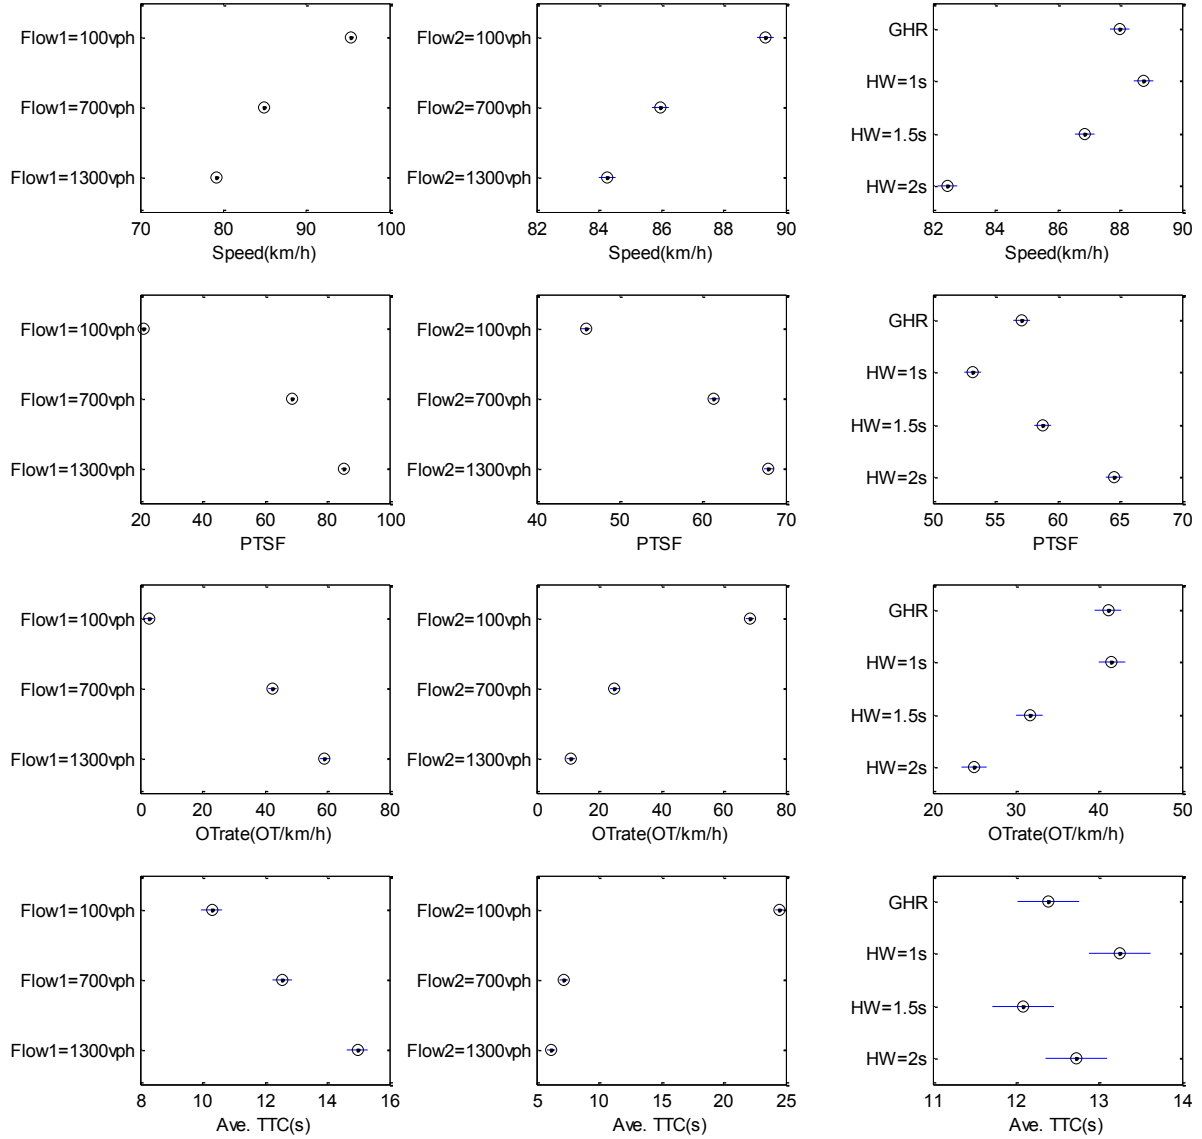 Flow1=100vph
Flow1=700vph
Flow1=1300vph
70 80 90 100
Speed(km/h)
Flow2=100vph
Flow2=700vph
Flow2=1300vph
82 84 86 88 90
Speed(km/h)
GHR
HW=1s
HW=1.5s
HW=2s
82 84 86 88 90
Speed(km/h)
Flow1=100vph
Flow1=700vph
Flow1=1300vph
20 40 60 80 100
PTSF
Flow2=100vph
Flow2=700vph
Flow2=1300vph
40 50 60 70
PTSF
GHR
HW=1s
HW=1.5s
HW=2s
50 55 60 65 70
PTSF
Flow1=100vph
Flow1=700vph
Flow1=1300vph
0 20 40 60 80
OTrate(OT/km/h)
Flow2=100vph
Flow2=700vph
Flow2=1300vph
0 20 40 60 80
OTrate(OT/km/h)
GHR
HW=1s
HW=1.5s
HW=2s
20 30 40 50
OTrate(OT/km/h)
Flow1=100vph
Flow1=700vph
Flow1=1300vph
8 10 12 14 16
Ave. TTC(s)
Flow2=100vph
Flow2=700vph
Flow2=1300vph
5 10 15 20 25
Ave. TTC(s)
GHR
HW=1s
HW=1.5s
HW=2s
11 12 13 14
Ave. TTC(s)